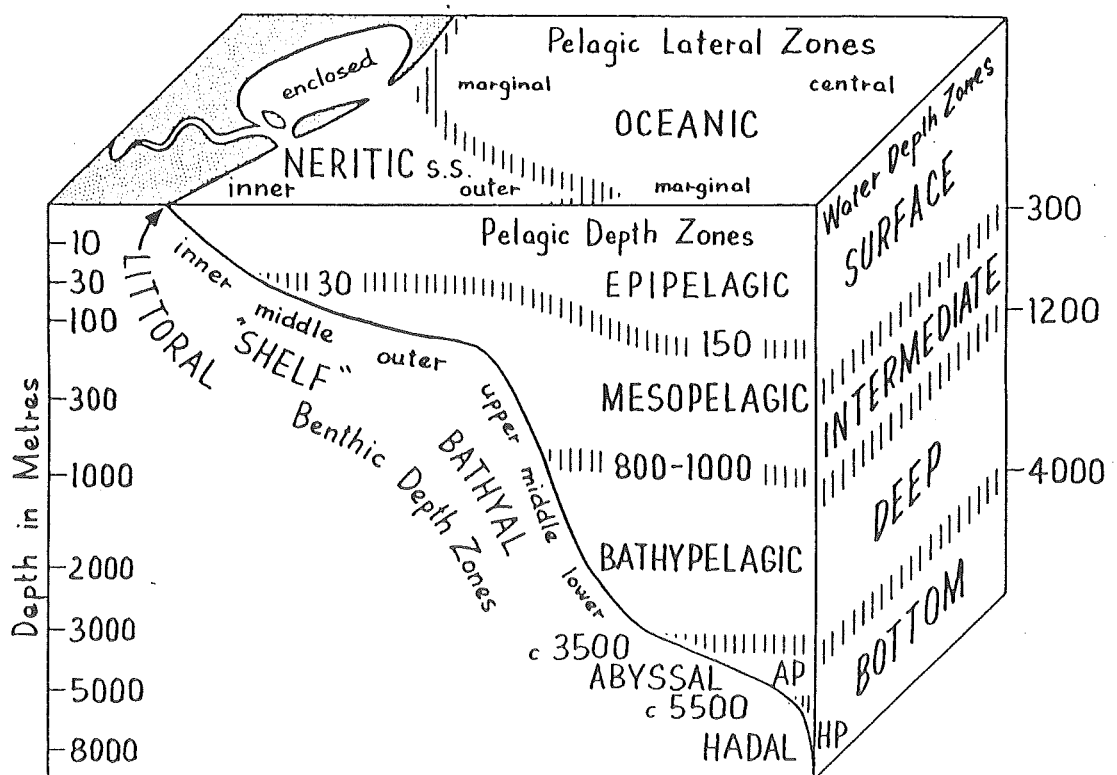 Pelagic Lateral Zones
marginal
central
OCEANIC
enclosed
NERITIC s.s.
inner
outer
marginal
Pelagic Depth Zones
EPIPELAGIC
30
150
MESOPELAGIC
800-1000
BATHYPELAGIC
AP
HP
LITTORAL
inner
middle
outer
"SHELF"
Benthic Depth Zones
upper
middle
lower
BATHYAL
c 3500
ABYSSAL
c 5500
HADAL
Depth in Metres
10
30
100
300
1000
2000
3000
5000
8000
Water Depth Zones
SURFACE
INTERMEDIATE
DEEP
BOTTOM
300
1200
4000